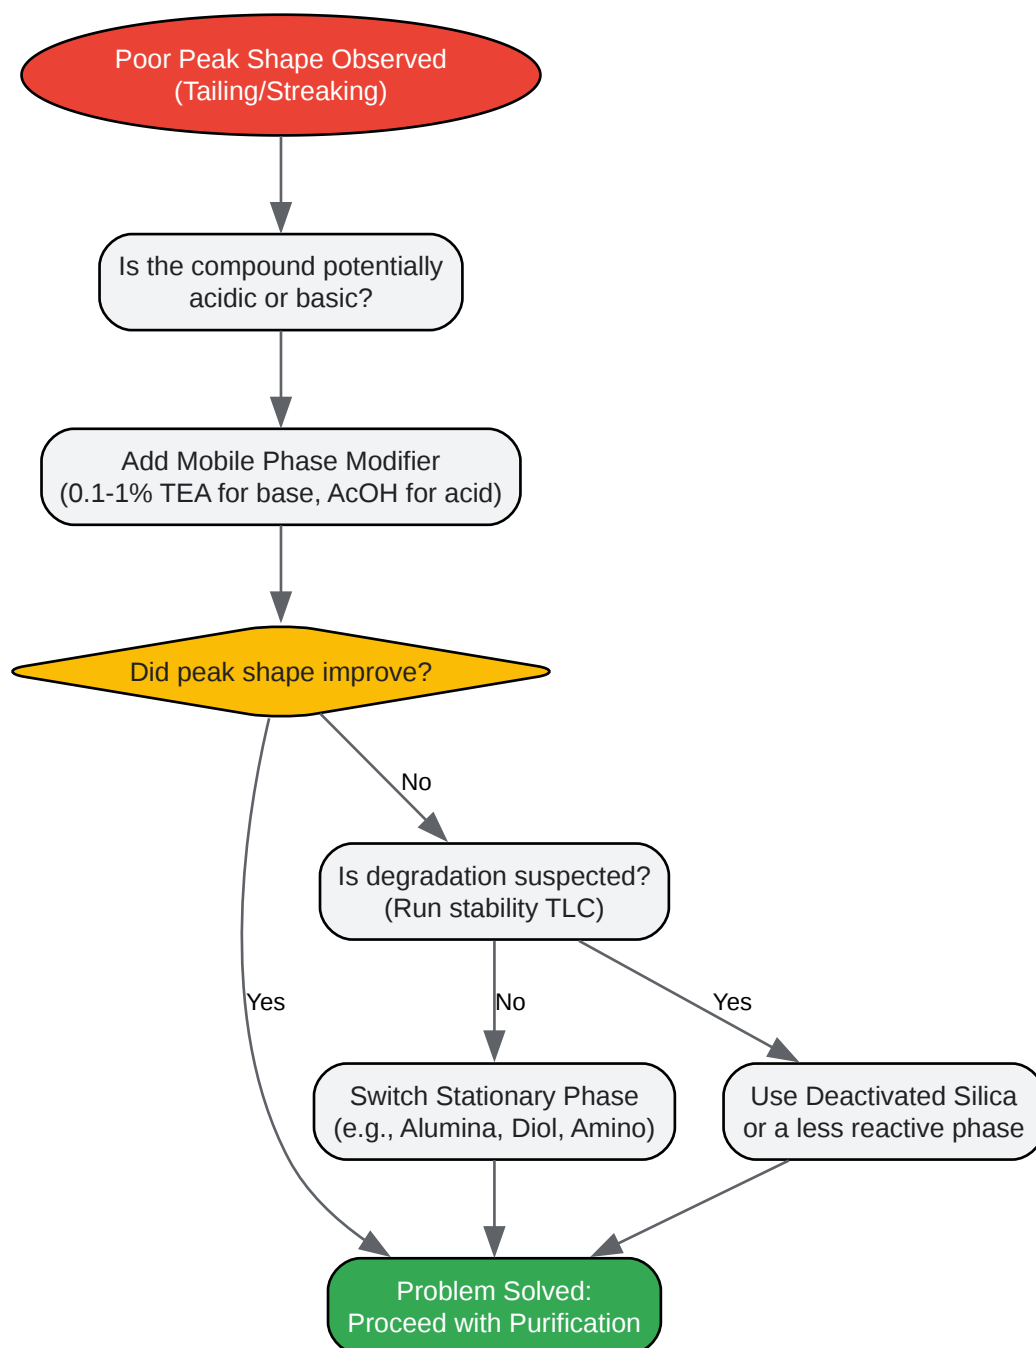 Poor Peak Shape Observed
(Tailing/Streaking)
Is the compound potentially
acidic or basic?
Add Mobile Phase Modifier
(0.1-1% TEA for base, AcOH for acid)
Did peak shape improve?
No
Is degradation suspected?
(Run stability TLC)
Yes
No
Yes
Switch Stationary Phase
(e.g., Alumina, Diol, Amino)
Use Deactivated Silica
or a less reactive phase
Problem Solved:
Proceed with Purification